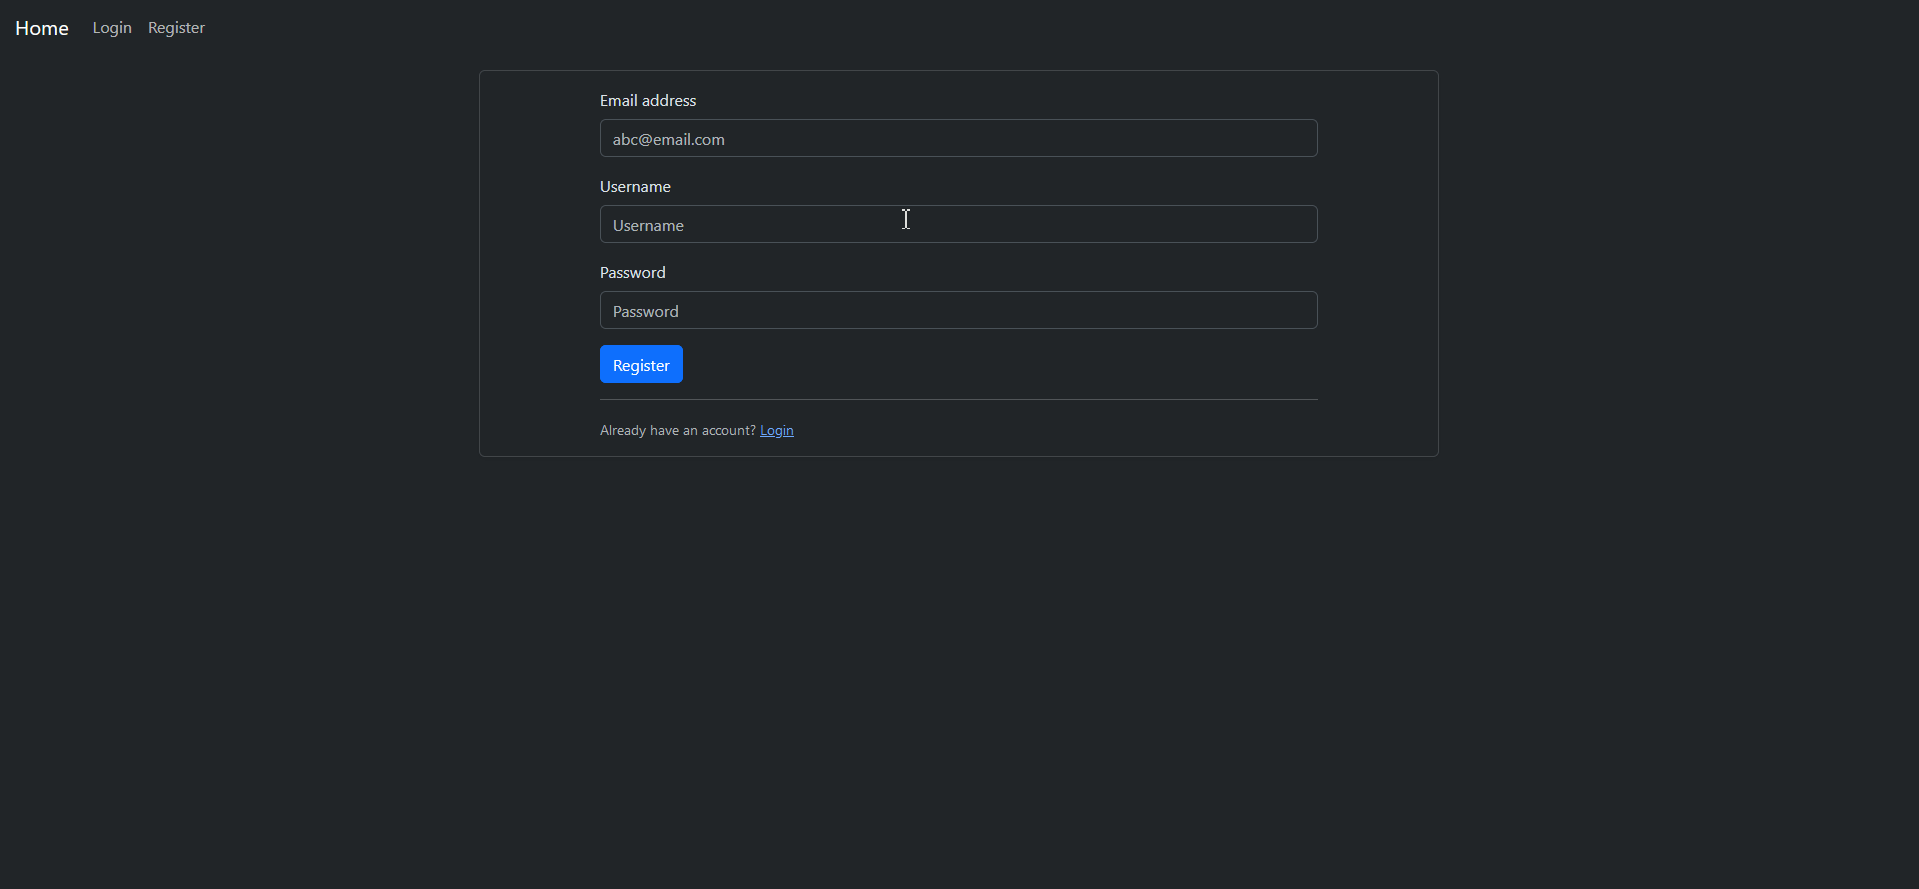 Home Login Register
Email address
abc@email.com
Username
Username
Password
Password
Register
Already have an account? Login